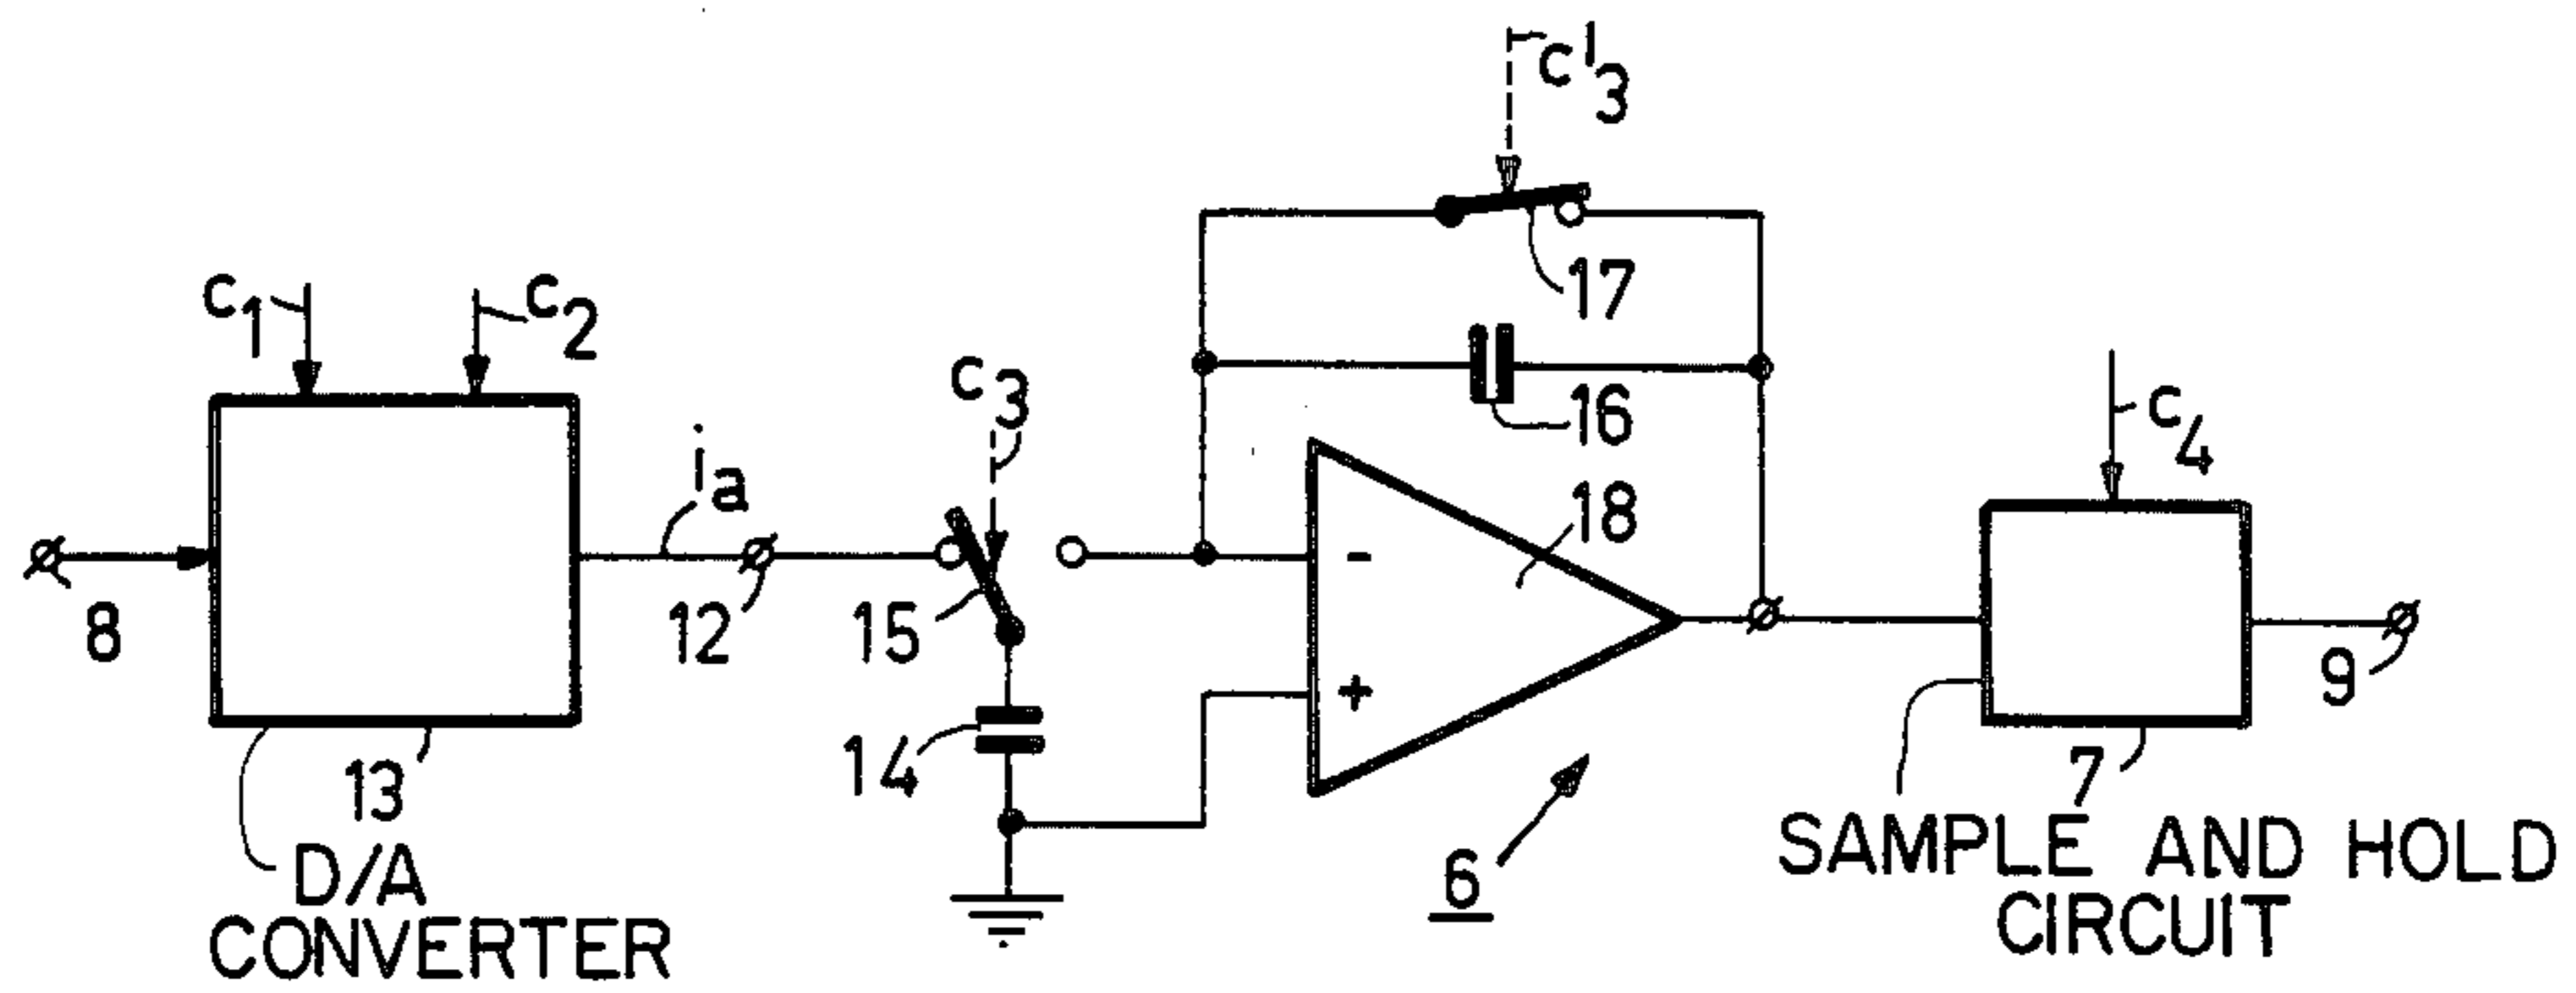 c'3
17
c1
c2
c3
16
c4
ia
18
-
8
12
15
+
9
14
13
7
6
D/A
CONVERTER
SAMPLE AND HOLD
CIRCUIT